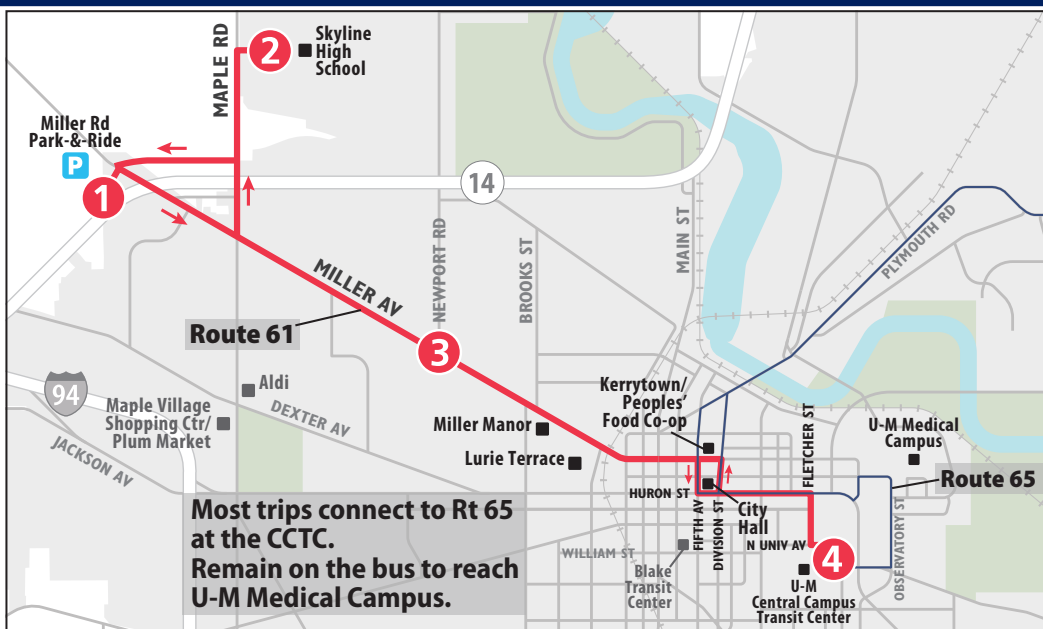 MAPLE RD
2
Skyline
High
School
Miller Rd
Park-&-Ride
P
1
14
MAIN ST
PLYMOUTH RD
NEWPORT RD
BROOKS ST
MILLER AV
Route 61
3
94
Aldi
Maple Village
Shopping Ctr/
Plum Market
DEXTER AV
JACKSON AV
Kerrytown/
Peoples'
Food Co-op
Miller Manor
Lurie Terrace
FLETCHER ST
U-M Medical
Campus
Route 65
HURON ST
City
Hall
FIFTH AV
DIVISION ST
N UNIV AV
4
OBSERVATORY ST
WILLIAM ST
Blake
Transit
Center
U-M
Central Campus
Transit Center
Most trips connect to Rt 65
at the CCTC.
Remain on the bus to reach
U-M Medical Campus.